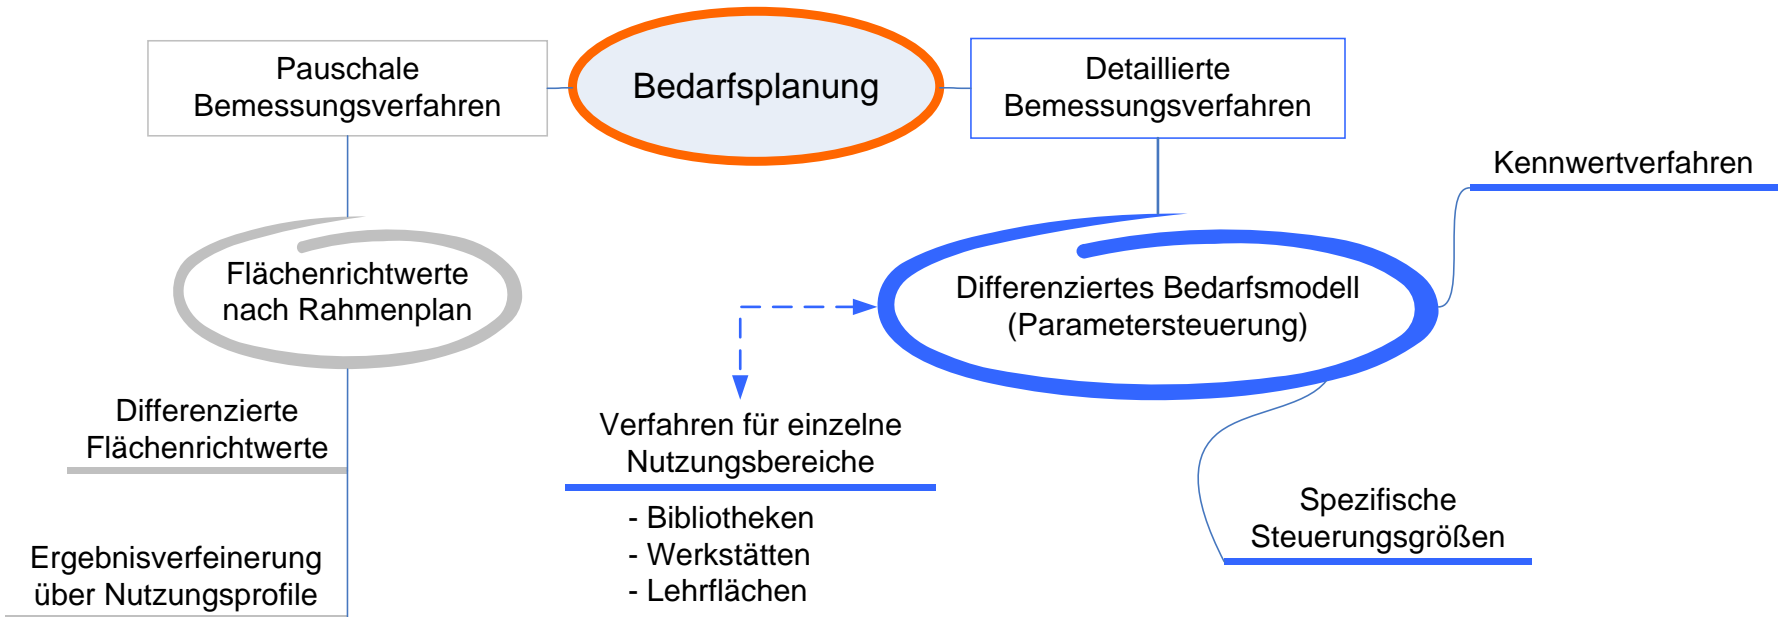 Pauschale
Bemessungsverfahren
Bedarfsplanung
Detaillierte
Bemessungsverfahren
Kennwertverfahren
Flächenrichtwerte
nach Rahmenplan
Differenziertes Bedarfsmodell
(Parametersteuerung)
Differenzierte
Flächenrichtwerte
Verfahren für einzelne
Nutzungsbereiche
- Bibliotheken
- Werkstätten
- Lehrflächen
Spezifische
Steuerungsgrößen
Ergebnisverfeinerung
über Nutzungsprofile